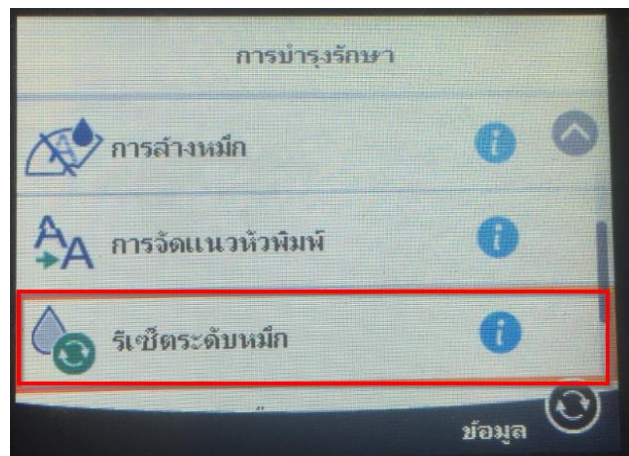 การบำรุงรักษา
การล้างหมึก
การจัดแนวหัวพิมพ์
รีเซ็ตระดับหมึก
ข้อมูล